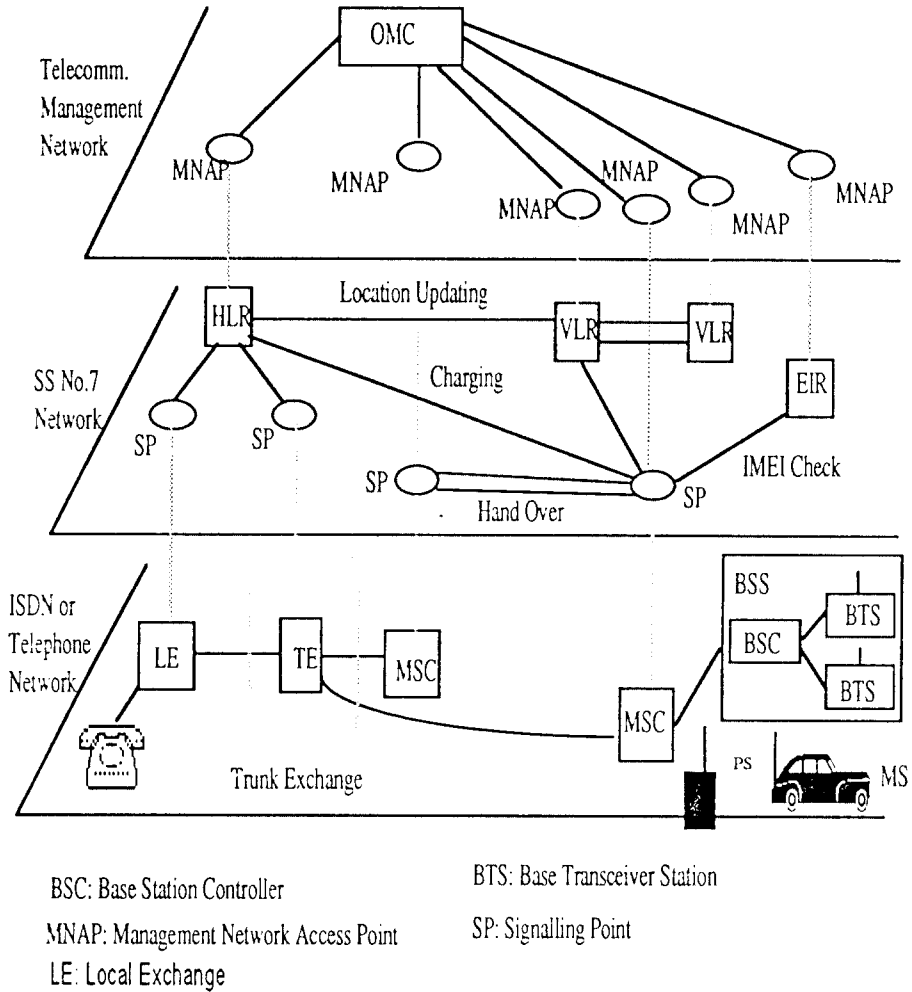 OMC
Telecomm.
Management
Network
MNAP
MNAP
MNAP
MNAP
MNAP
MNAP
Location Updating
HLR
VLR
VLR
SS No.7
Network
Charging
EIR
SP
SP
SP
SP
IMEI Check
Hand Over
ISDN or
Telephone
Network
BSS
BTS
BSC
BTS
LE
TE
MSC
MSC
PS
MS
Trunk Exchange
BSC: Base Station Controller
BTS: Base Transceiver Station
MNAP: Management Network Access Point
SP: Signalling Point
LE: Local Exchange